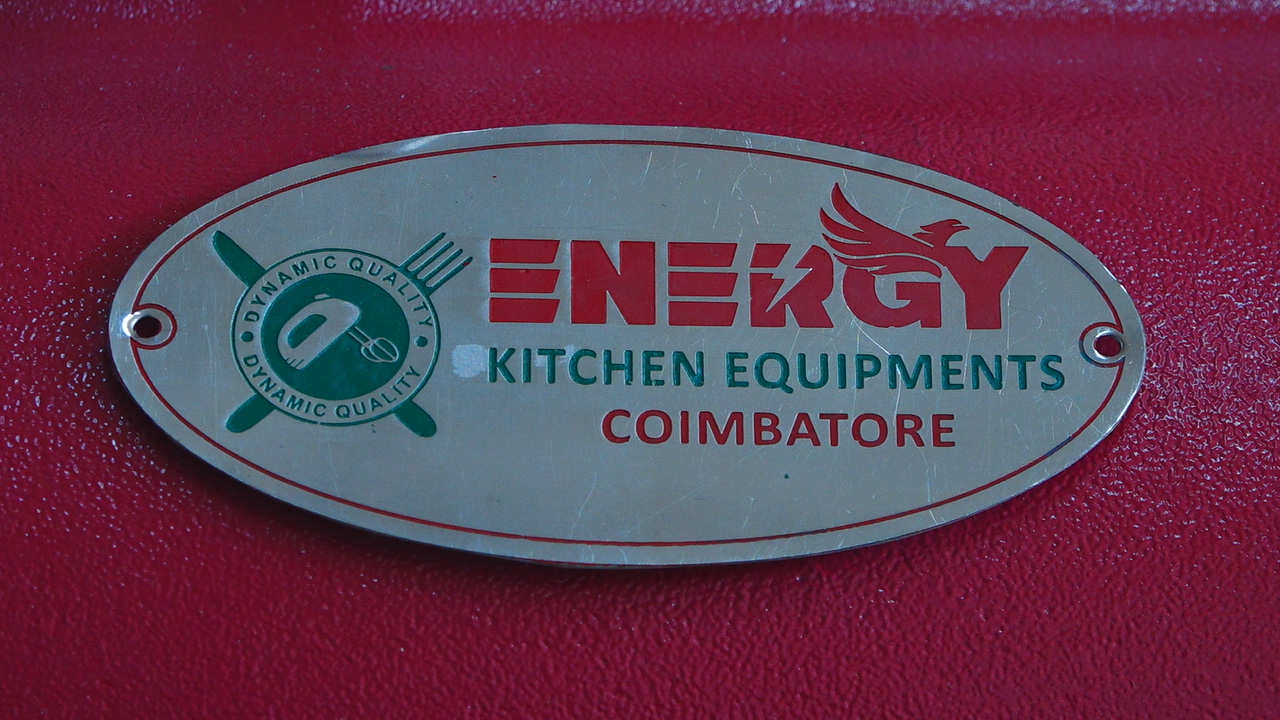 DYNAMIC QUALITY
DYNAMIC QUALITY
ENERGY
KITCHEN EQUIPMENTS
COIMBATORE